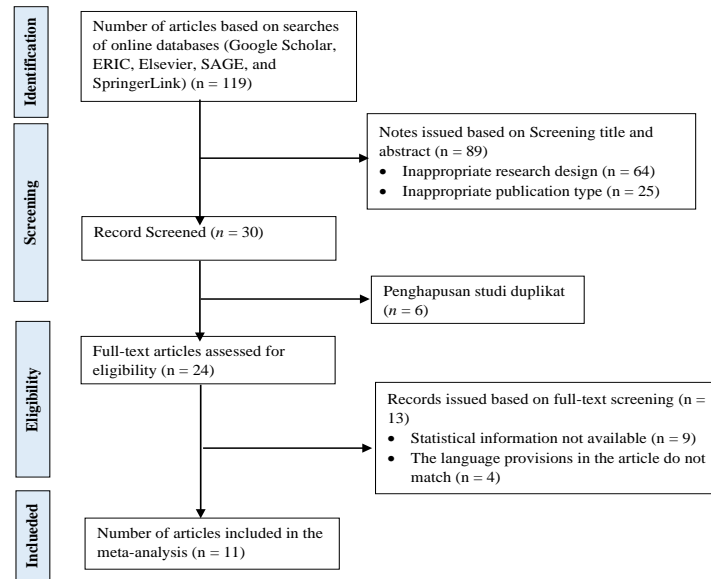 Identification
Number of articles based on searches
of online databases (Google Scholar,
ERIC, Elsevier, SAGE, and
SpringerLink) (n = 119)
Screening
Notes issued based on Screening title and
abstract (n = 89)
• Inappropriate research design (n = 64)
• Inappropriate publication type (n = 25)
Record Screened (n = 30)
Penghapusan studi duplikat
(n = 6)
Eligibility
Full-text articles assessed for
eligibility (n = 24)
Records issued based on full-text screening (n =
13)
• Statistical information not available (n = 9)
• The language provisions in the article do not
match (n = 4)
Inclueded
Number of articles included in the
meta-analysis (n = 11)